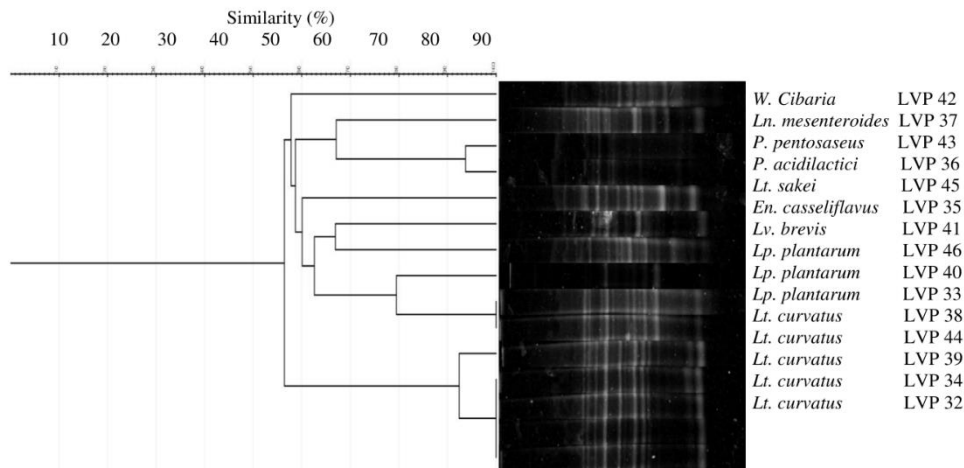 Similarity (%)
10 20 30 40 50 60 70 80 90
W. Cibaria LVP 42
Ln. mesenteroides LVP 37
P. pentosaseus LVP 43
P. acidilactici LVP 36
Lt. sakei LVP 45
En. casseliflavus LVP 35
Lv. brevis LVP 41
Lp. plantarum LVP 46
Lp. plantarum LVP 40
Lp. plantarum LVP 33
Lt. curvatus LVP 38
Lt. curvatus LVP 44
Lt. curvatus LVP 39
Lt. curvatus LVP 34
Lt. curvatus LVP 32